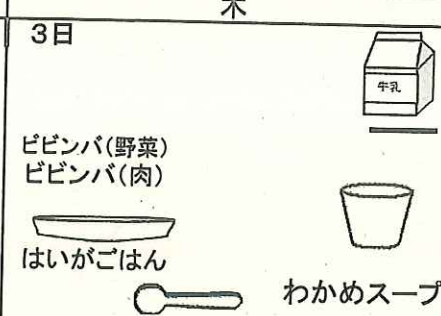 木
3日
牛乳
ビビンバ(野菜)
ビビンバ(肉)
はいがごはん
わかめスープ